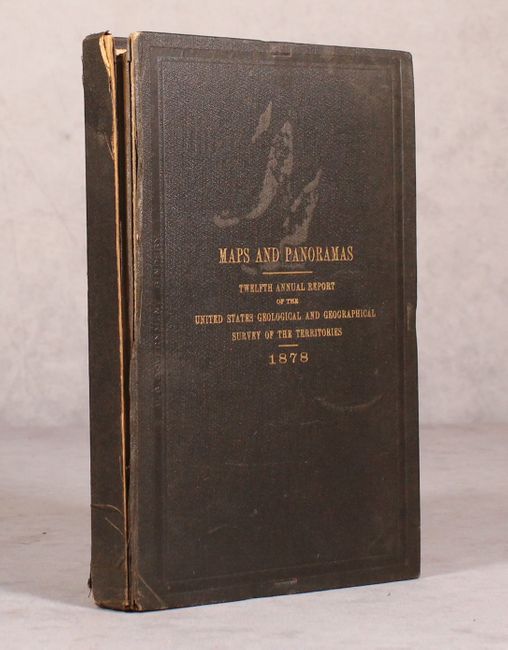 MAPS AND PANORAMAS
TWELFTH ANNUAL REPORT
OF THE
UNITED STATES GEOLOGICAL AND GEOGRAPHICAL
SURVEY OF THE TERRITORIES
1878